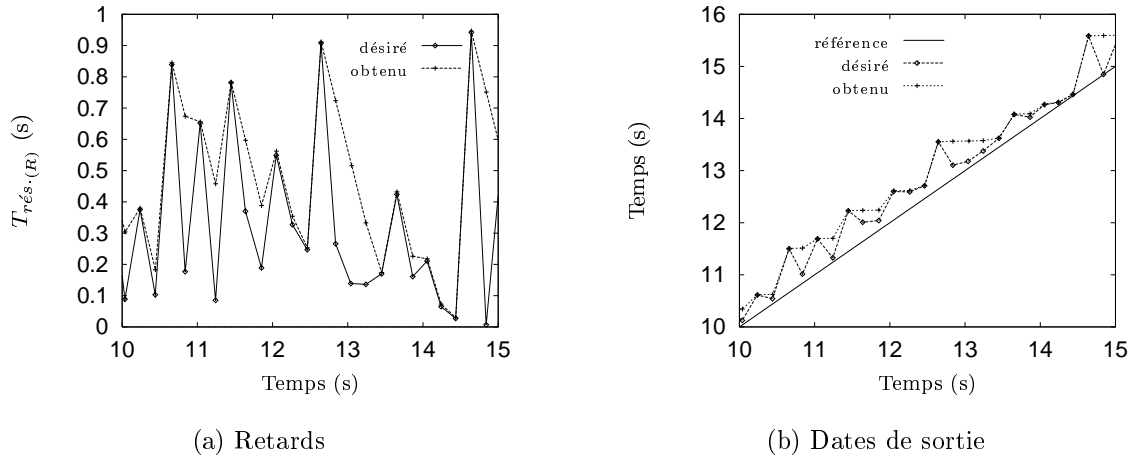 1
0.9
0.8
0.7
0.6
0.5
0.4
0.3
0.2
0.1
0
10 11 12 13 14 15
T_rés.(R) (s)
Temps (s)
désiré
obtenu
(a) Retards
16
15
14
13
12
11
10
10 11 12 13 14 15
Temps (s)
Temps (s)
référence
désiré
obtenu
(b) Dates de sortie